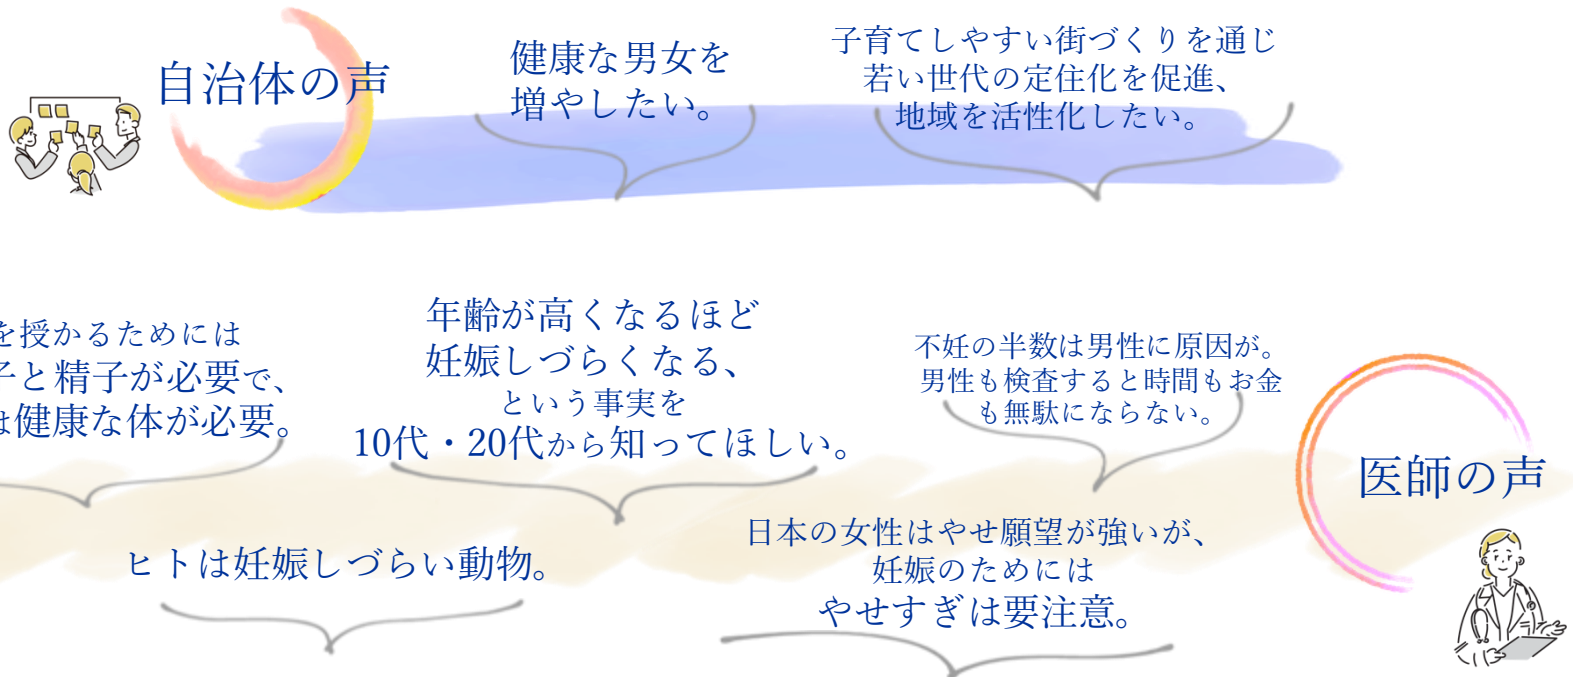 自治体の声
健康な男女を
増やしたい。
子育てしやすい街づくりを通じ
若い世代の定住化を促進、
地域を活性化したい。
を授かるためには
子と精子が必要で、
は健康な体が必要。
年齢が高くなるほど
妊娠しづらくなる、
という事実を
10代・20代から知ってほしい。
不妊の半数は男性に原因が。
男性も検査すると時間もお金
も無駄にならない。
医師の声
ヒトは妊娠しづらい動物。
日本の女性はやせ願望が強いが、
妊娠のためには
やせすぎは要注意。